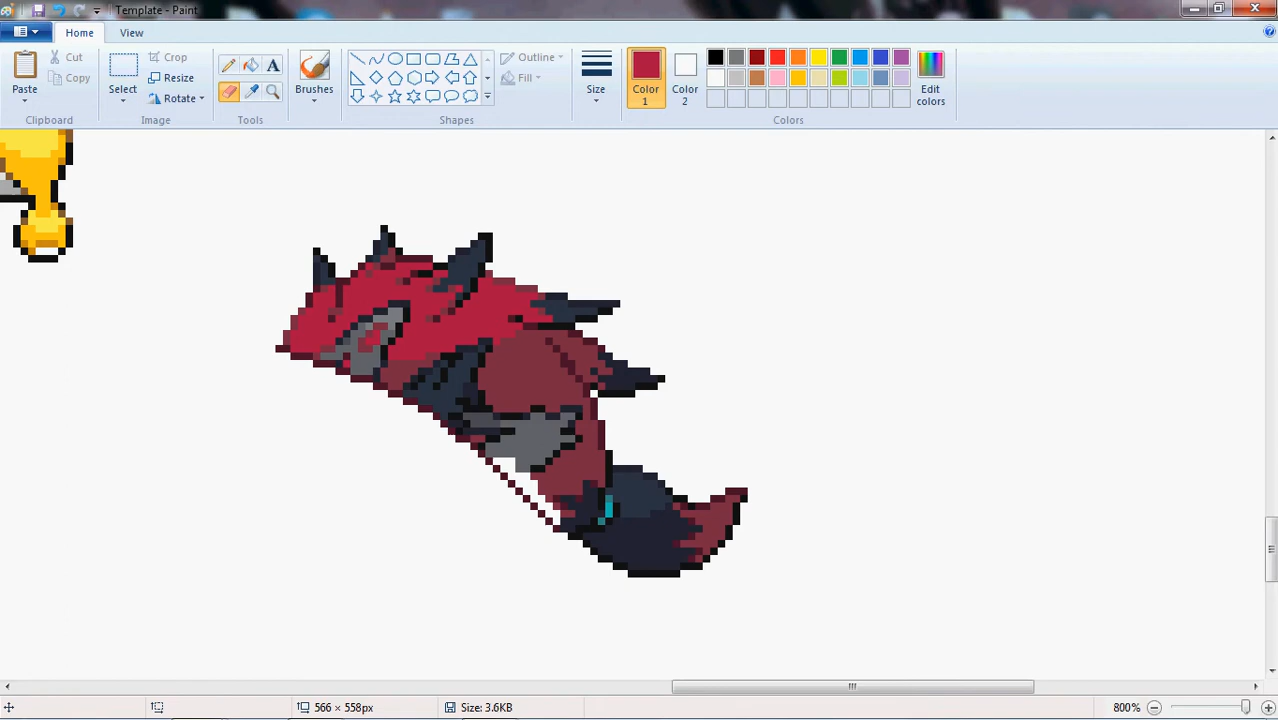 Template - Paint
Home
View
Paste
Cut
Copy
Clipboard
Select
Crop
Resize
Rotate
Image
A
Tools
Brushes
Outline
Fill
Shapes
Size
Color
1
Color
2
Edit
colors
Colors
566 × 558px
Size: 3.6KB
800%